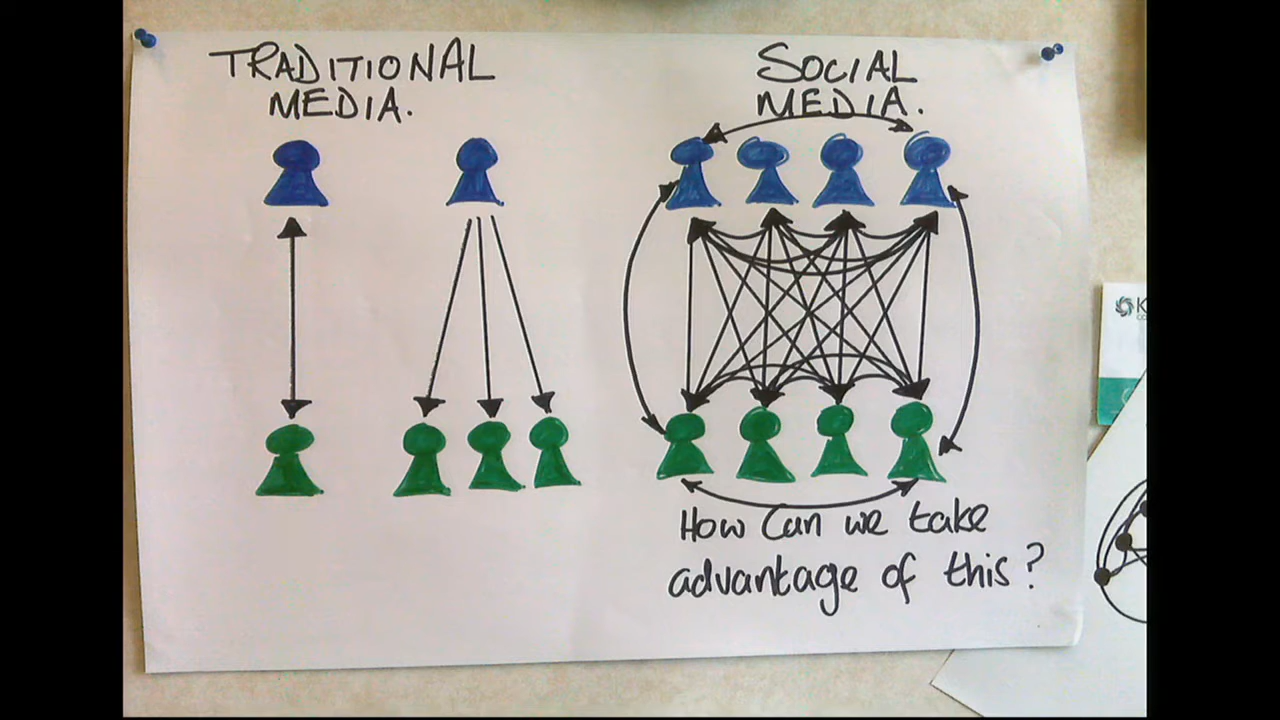 TRADITIONAL
MEDIA.
SOCIAL
MEDIA.
How Can we take
advantage of this?